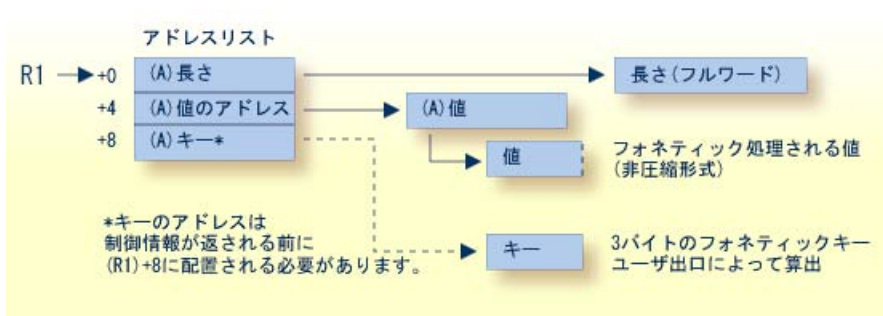 アドレスリスト
R1 +0 (A)長さ 長さ(フルワード)
+4 (A)値のアドレス (A)値
+8 (A)キー*
値 フォネティック処理される値
(非圧縮形式)
*キーのアドレスは
制御情報が返される前に
(R1)+8に配置される必要があります。
キー 3バイトのフォネティックキー
ユーザ出口によって算出